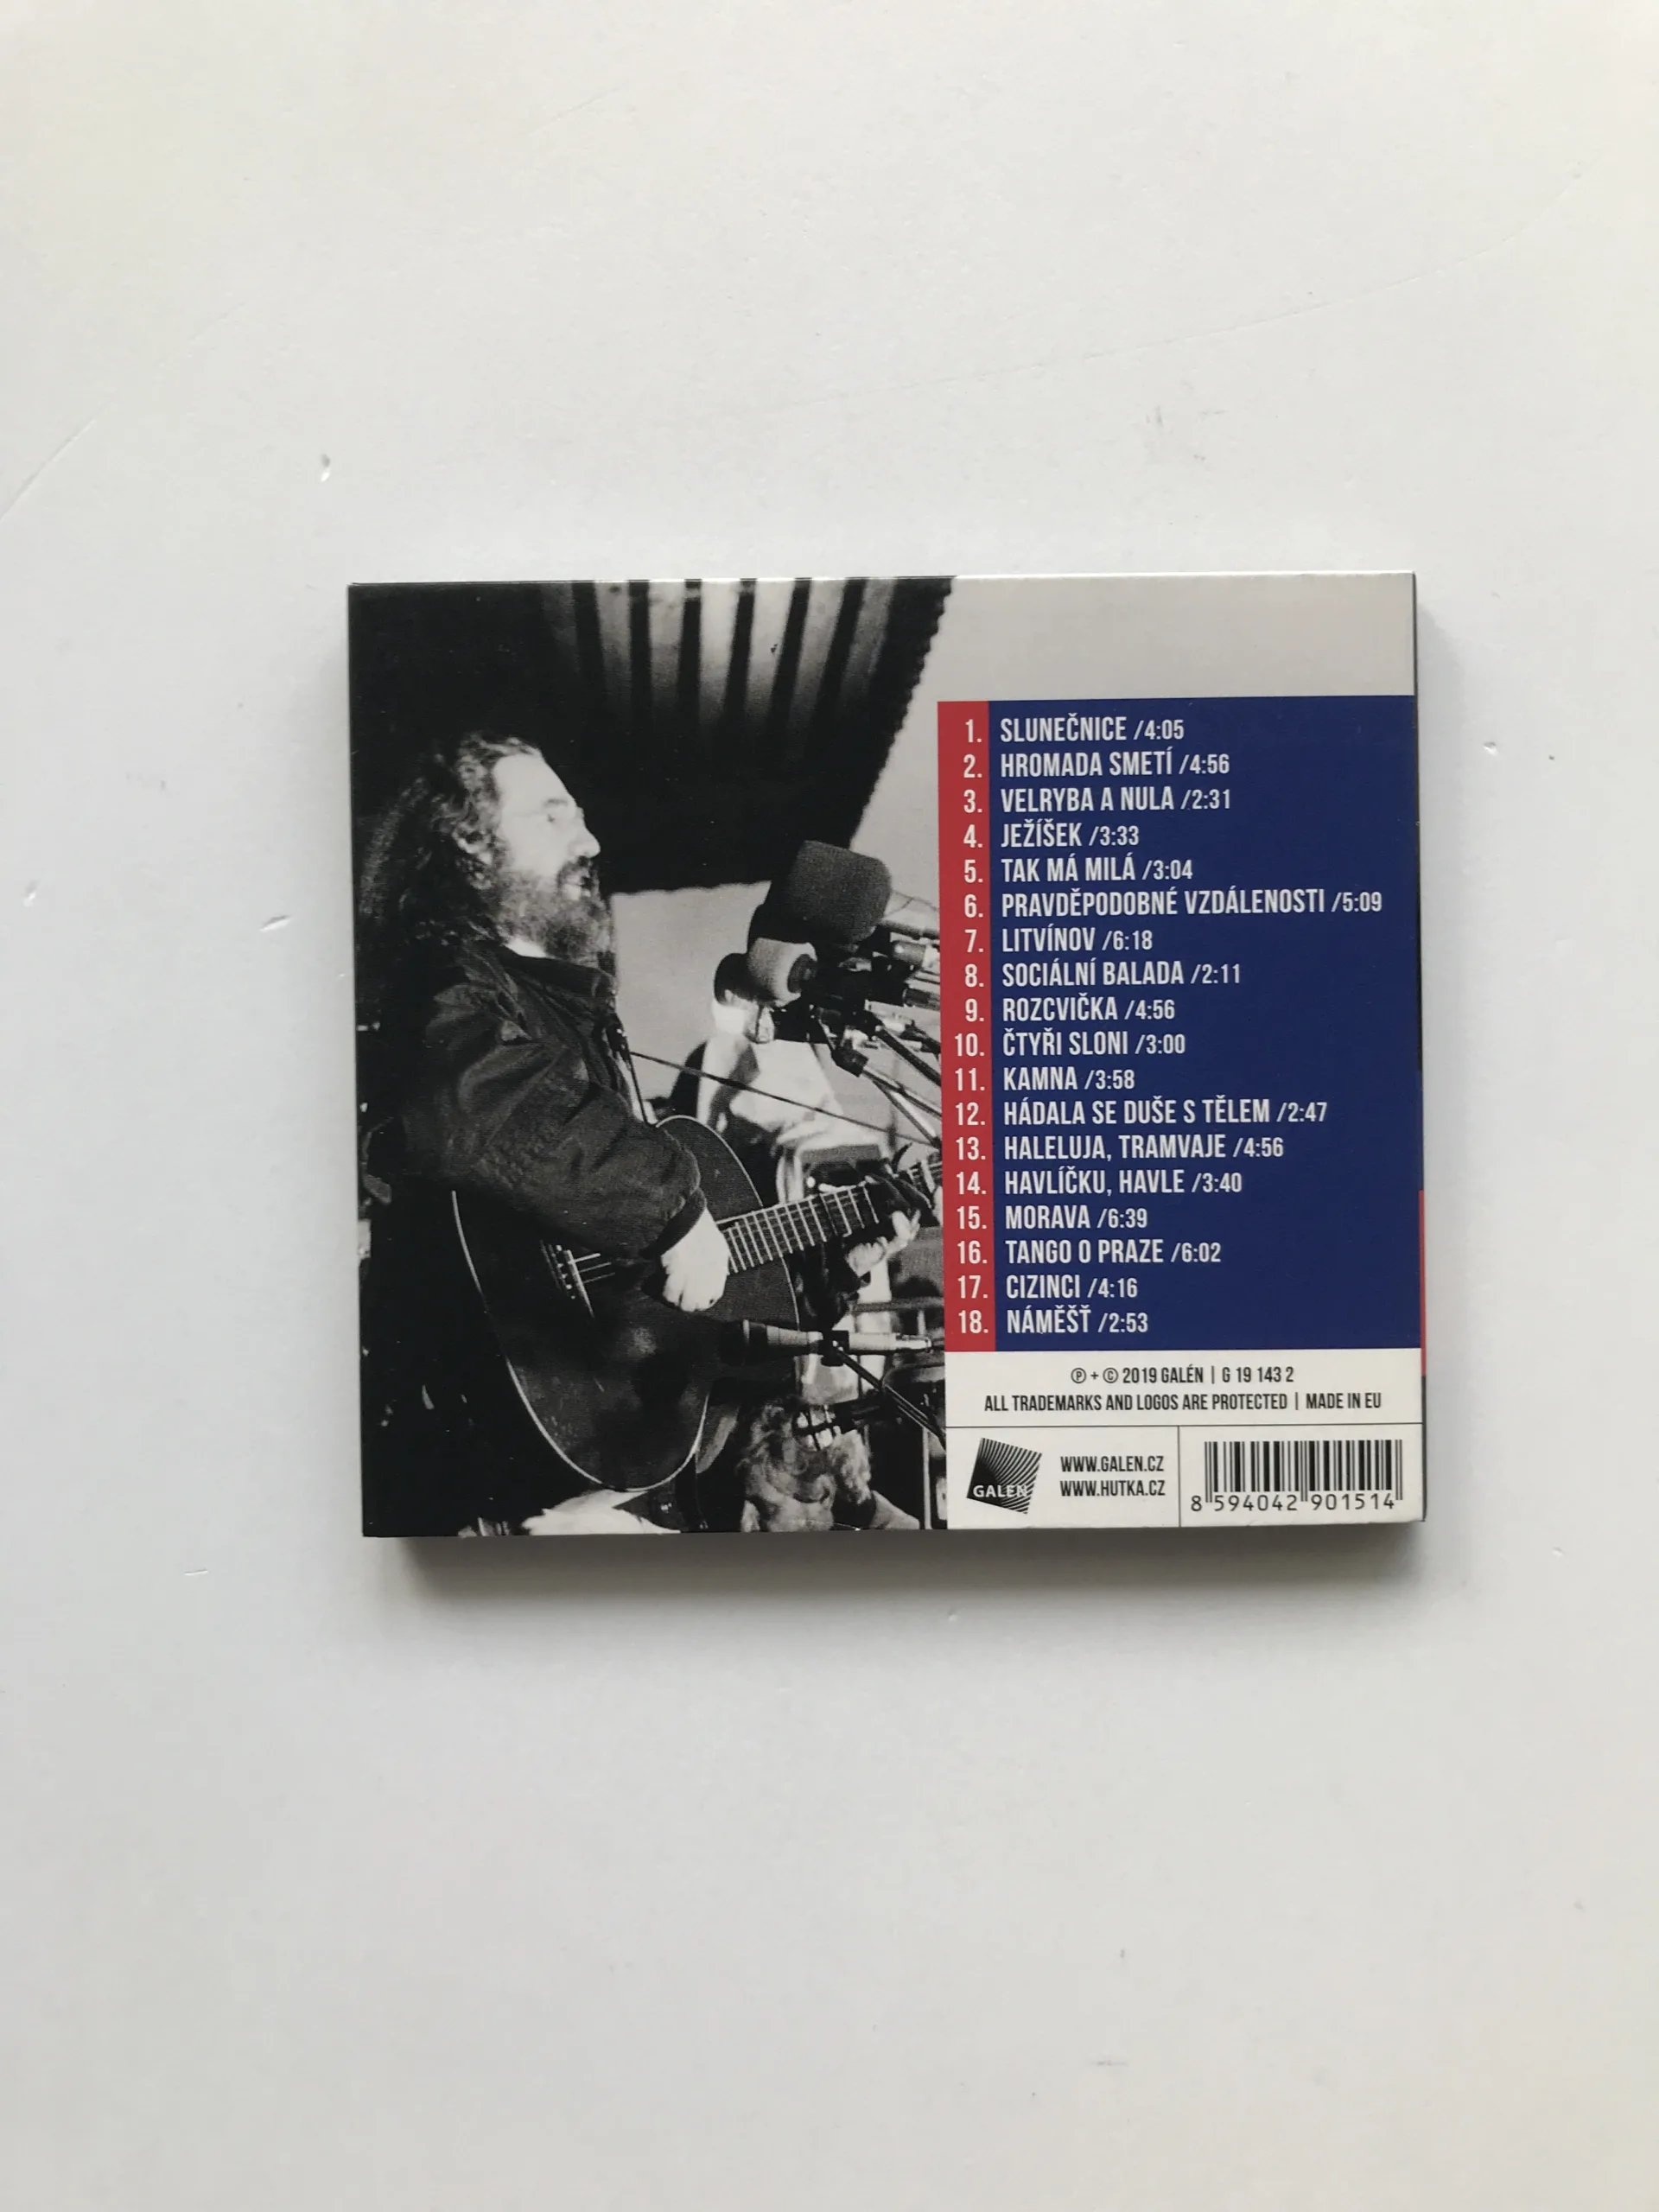 1. SLUNEČNICE /4:05
2. HROMADA SMETÍ /4:56
3. VELRYBA A NULA /2:31
4. JEŽÍŠEK /3:33
5. TAK MÁ MILÁ /3:04
6. PRAVDĚPODOBNÉ VZDÁLENOSTI /5:09
7. LITVÍNOV /6:18
8. SOCIÁLNÍ BALADA /2:11
9. ROZCVIČKA /4:56
10. ČTYŘI SLONI /3:00
11. KAMNA /3:58
12. HÁDALA SE DUŠE S TĚLEM /2:47
13. HALELUJA, TRAMVAJE /4:56
14. HAVLÍČKU, HAVLE /3:40
15. MORAVA /6:39
16. TANGO O PRAZE /6:02
17. CIZINCI /4:16
18. NÁMĚŠŤ /2:53
℗ + © 2019 GALÉN | G 19 143 2
ALL TRADEMARKS AND LOGOS ARE PROTECTED | MADE IN EU
GALÉN
WWW.GALEN.CZ
WWW.HUTKA.CZ
8 594042 901514